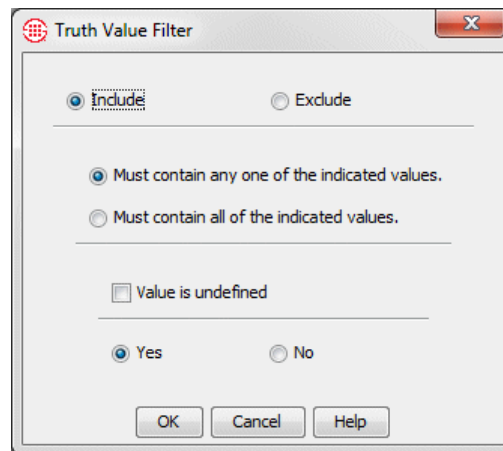 Truth Value Filter
Include Exclude
Must contain any one of the indicated values.
Must contain all of the indicated values.
Value is undefined
Yes No
OK Cancel Help